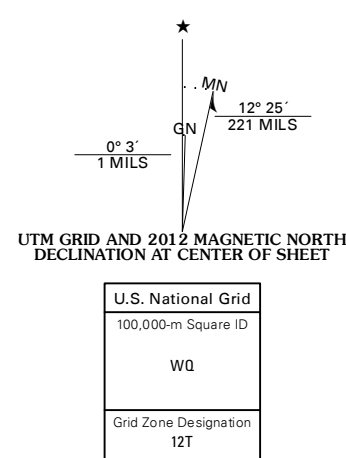 ★
MN
GN
12° 25´
221 MILS
0° 3´
1 MILS
UTM GRID AND 2012 MAGNETIC NORTH
DECLINATION AT CENTER OF SHEET
U.S. National Grid
100,000-m Square ID
WQ
Grid Zone Designation
12T